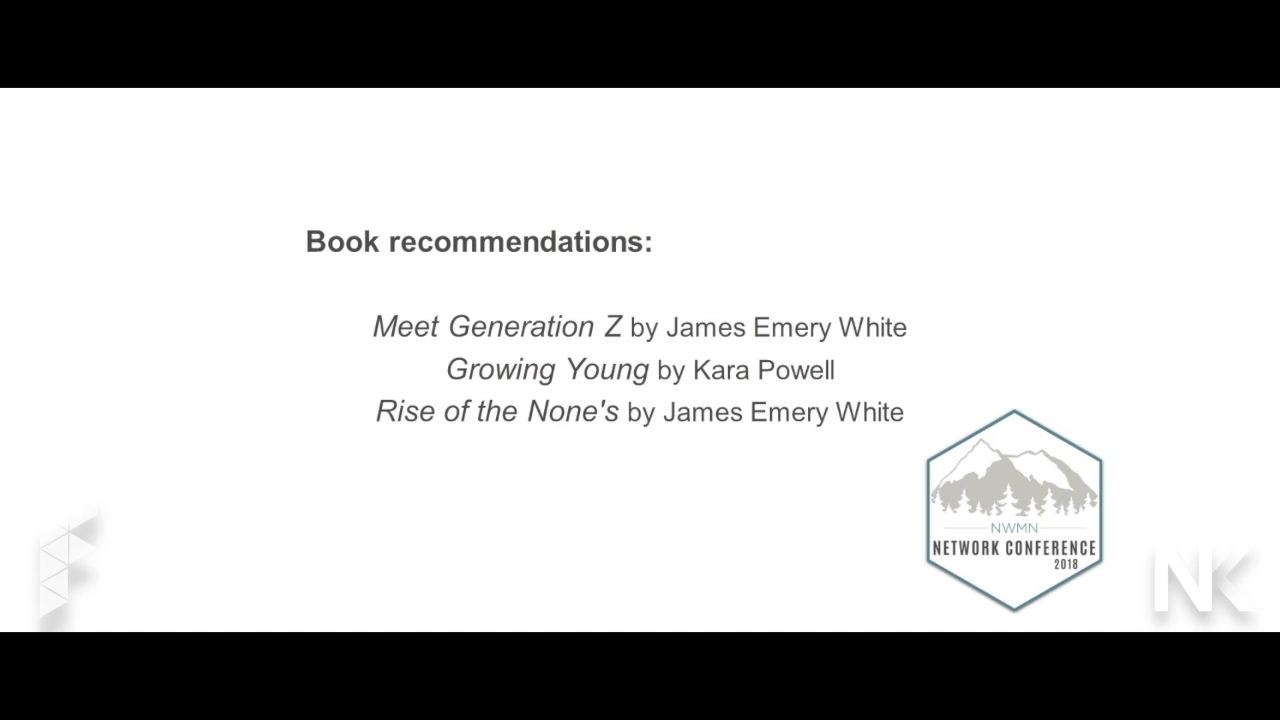 Book recommendations:
Meet Generation Z by James Emery White
Growing Young by Kara Powell
Rise of the None's by James Emery White
NWMN
NETWORK CONFERENCE
2018
NK